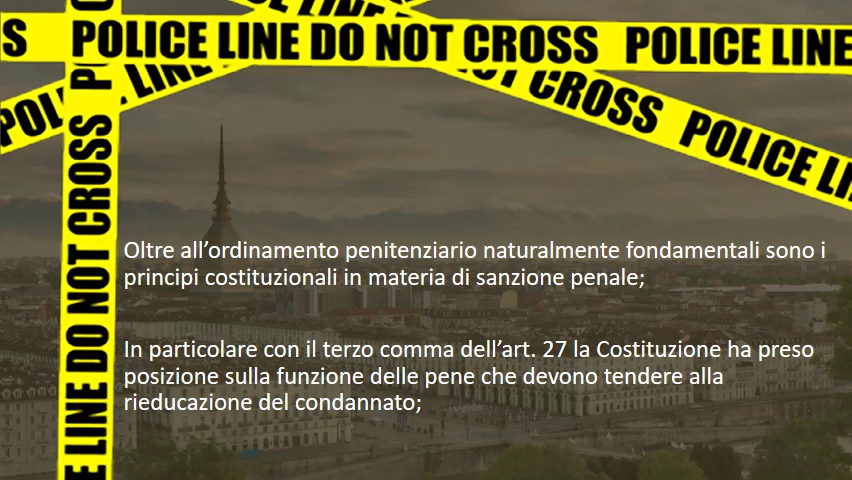 S POLICE LINE DO NOT CROSS POLICE LINE
LINE DO NOT CROSS
CROSS POLICE
Oltre all’ordinamento penitenziario naturalmente fondamentali sono i
principi costituzionali in materia di sanzione penale;
In particolare con il terzo comma dell’art. 27 la Costituzione ha preso
posizione sulla funzione delle pene che devono tendere alla
rieducazione del condannato;